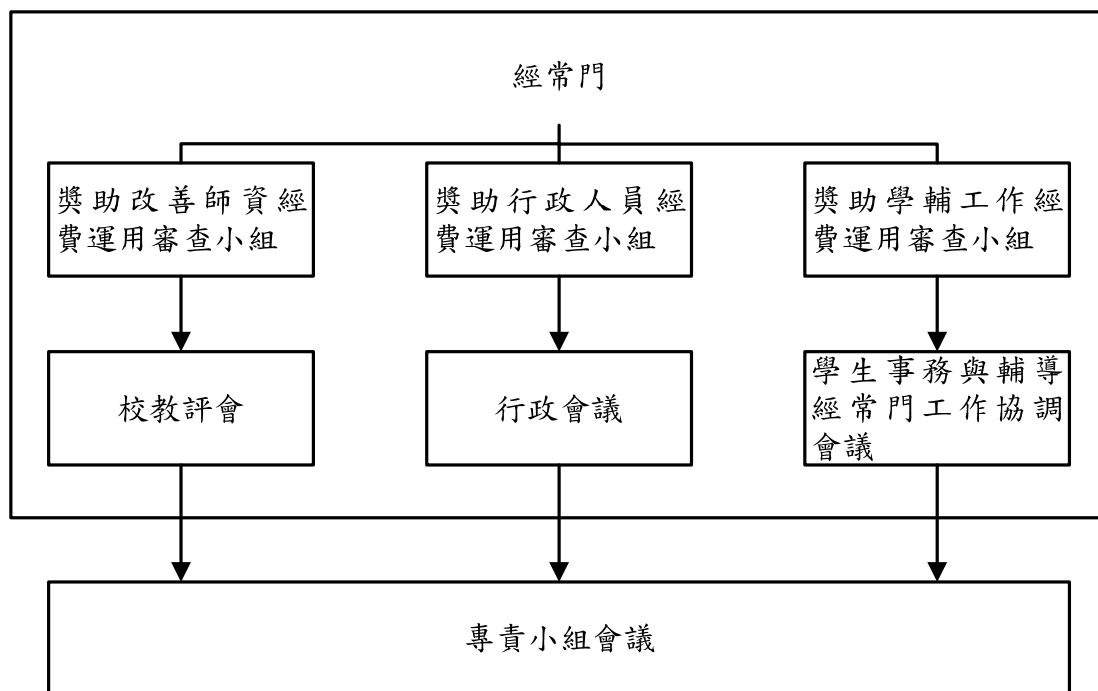 經常門
獎助改善師資經
費運用審查小組
獎助行政人員經
費運用審查小組
獎助學輔工作經
費運用審查小組
校教評會
行政會議
學生事務與輔導
經常門工作協調
會議
專責小組會議